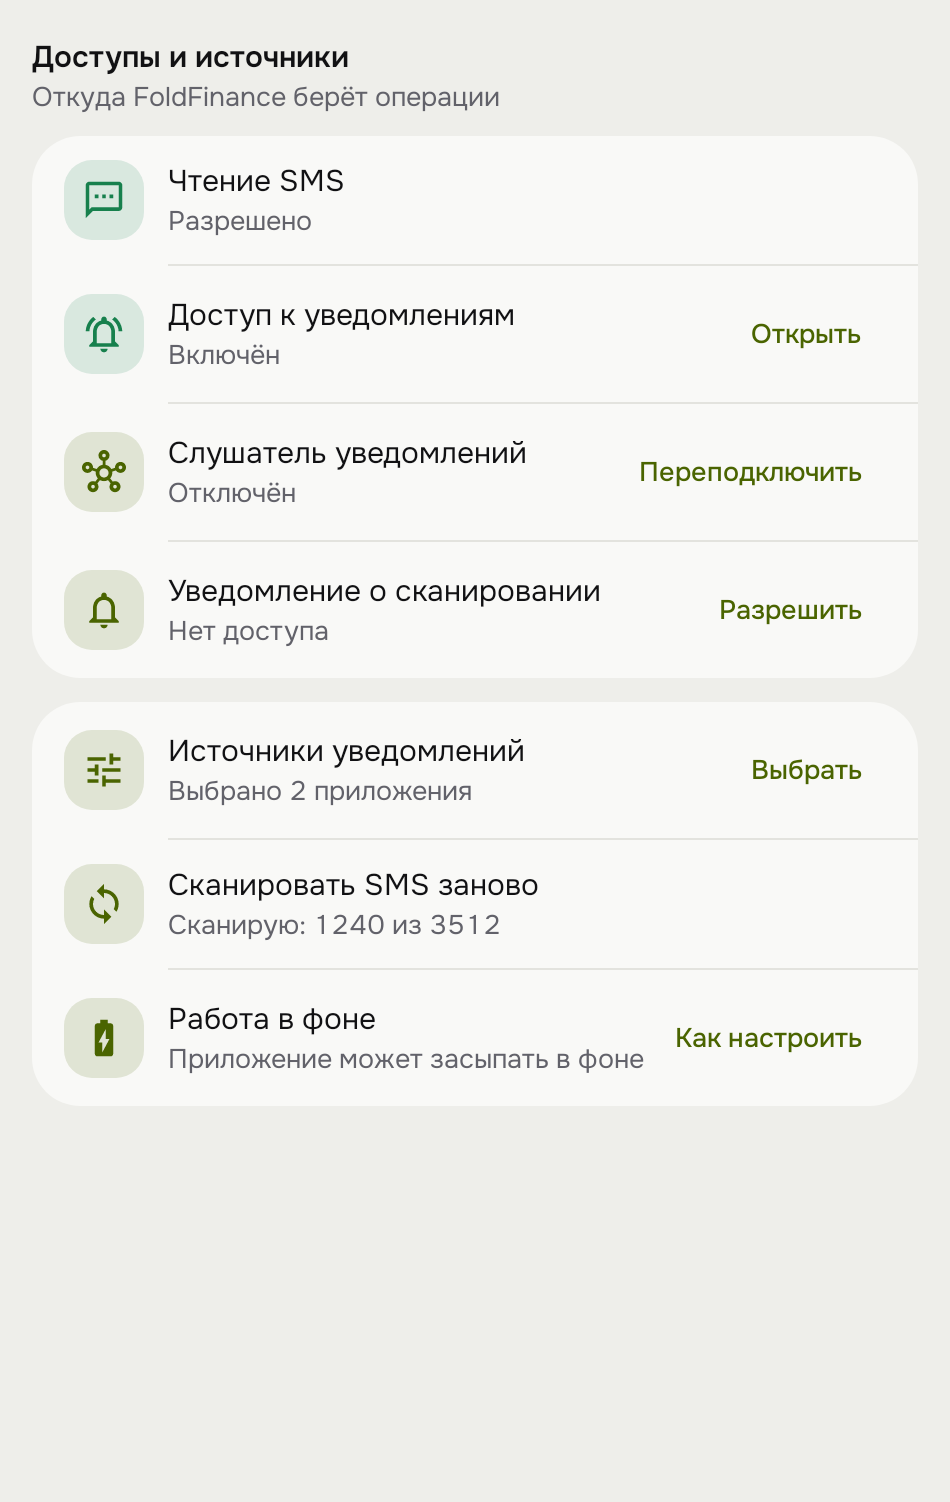 Доступы и источники
Откуда FoldFinance берёт операции
Чтение SMS
Разрешено
Доступ к уведомлениям
Включён
Открыть
Слушатель уведомлений
Отключён
Переподключить
Уведомление о сканировании
Нет доступа
Разрешить
Источники уведомлений
Выбрано 2 приложения
Выбрать
Сканировать SMS заново
Сканирую: 1240 из 3512
Работа в фоне
Приложение может засыпать в фоне
Как настроить